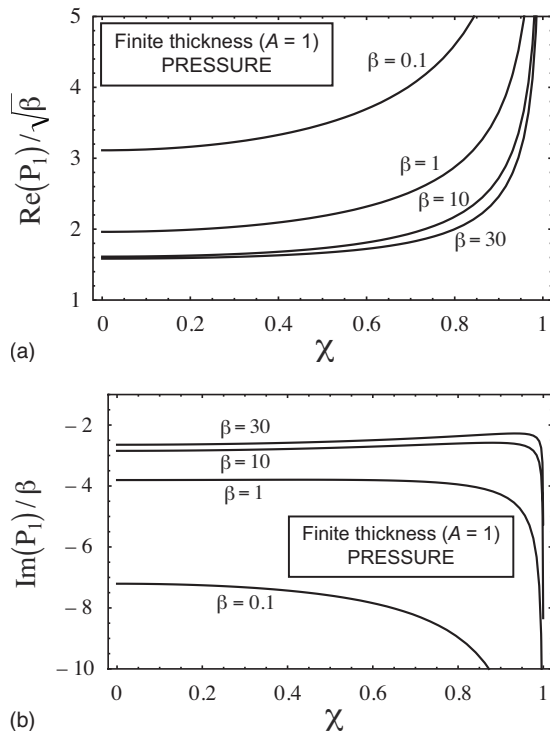 5
Finite thickness (A = 1)
PRESSURE
β = 0.1
4
Re(P₁)/√β
3
β = 1
β = 10
2
β = 30
1
0 0.2 0.4 0.6 0.8 1
(a)
χ
− 2
β = 30
β = 10
− 4
β = 1
Im(P₁)/β
Finite thickness (A = 1)
PRESSURE
− 6
β = 0.1
− 8
− 10
0 0.2 0.4 0.6 0.8 1
(b)
χ